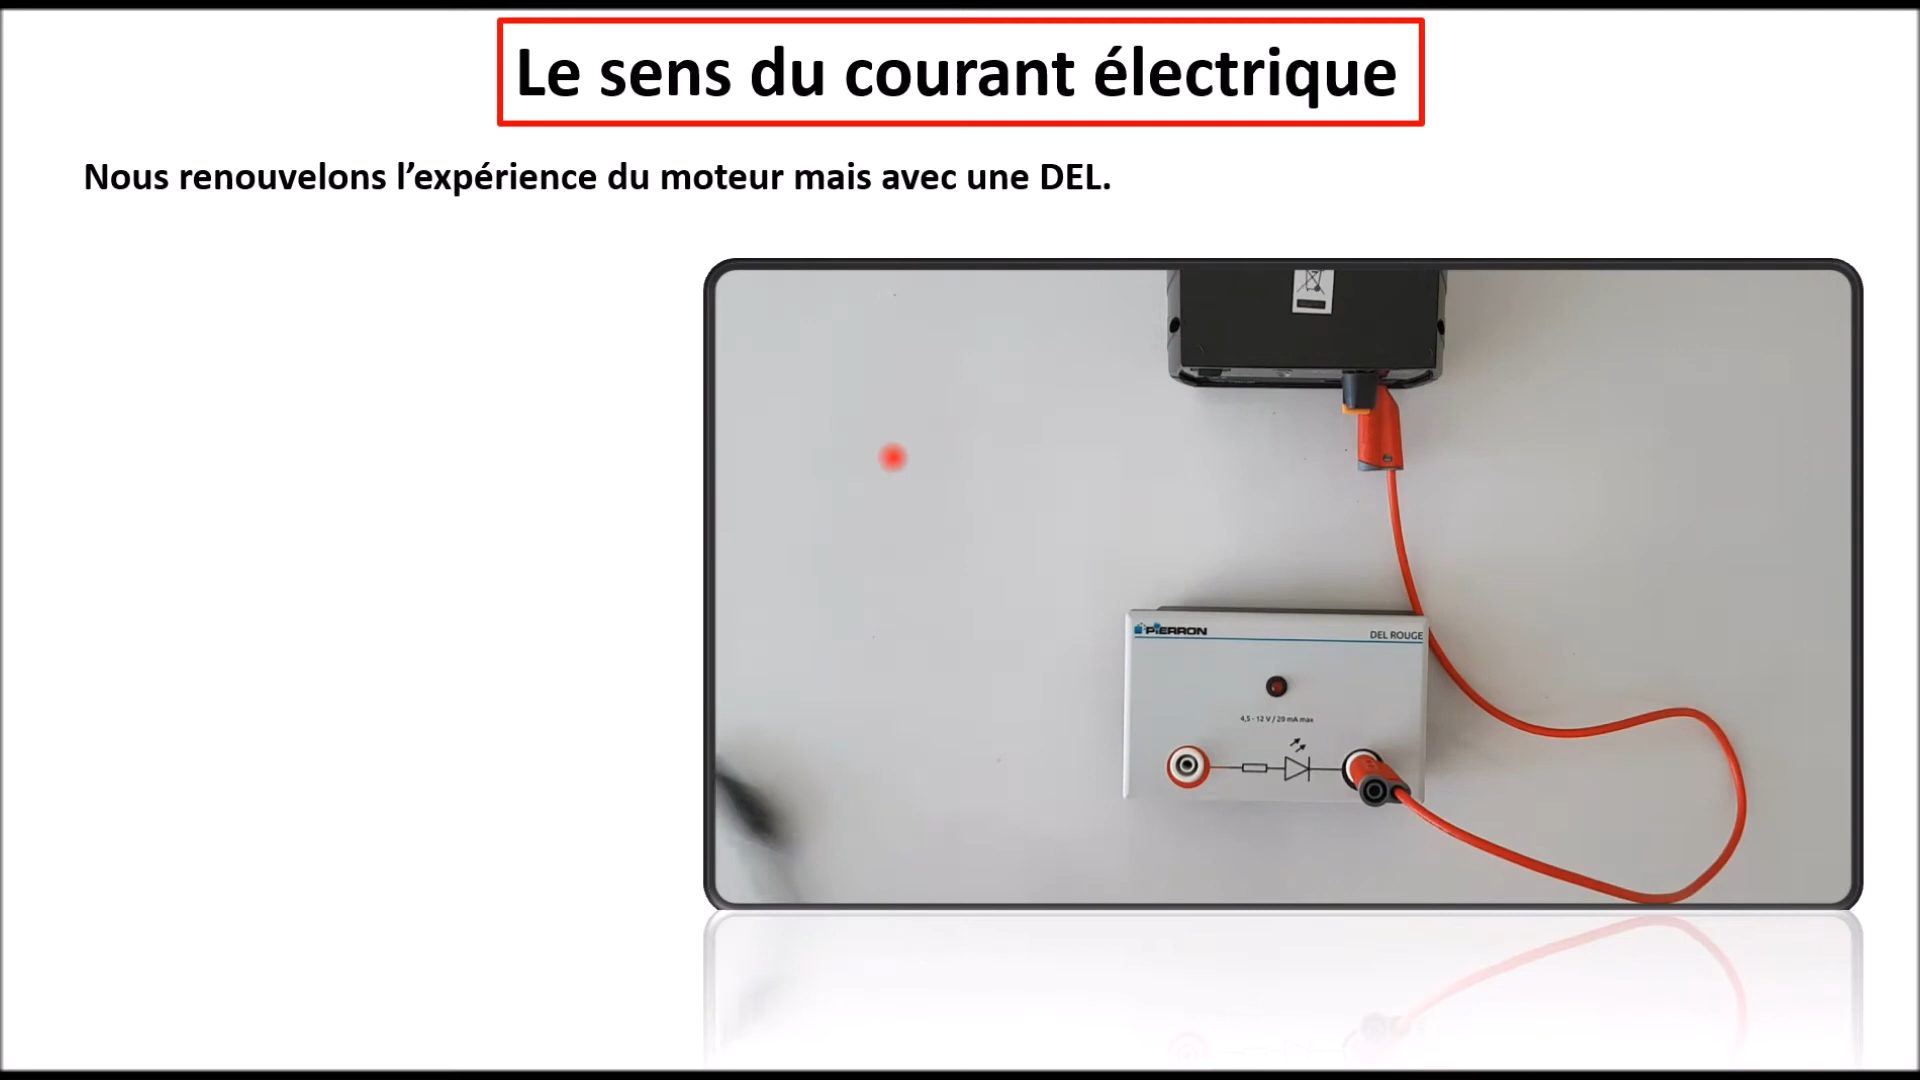 Le sens du courant électrique
Nous renouvelons l’expérience du moteur mais avec une DEL.
PIERRON
DEL ROUGE
4,5 - 12 V / 20 mA max